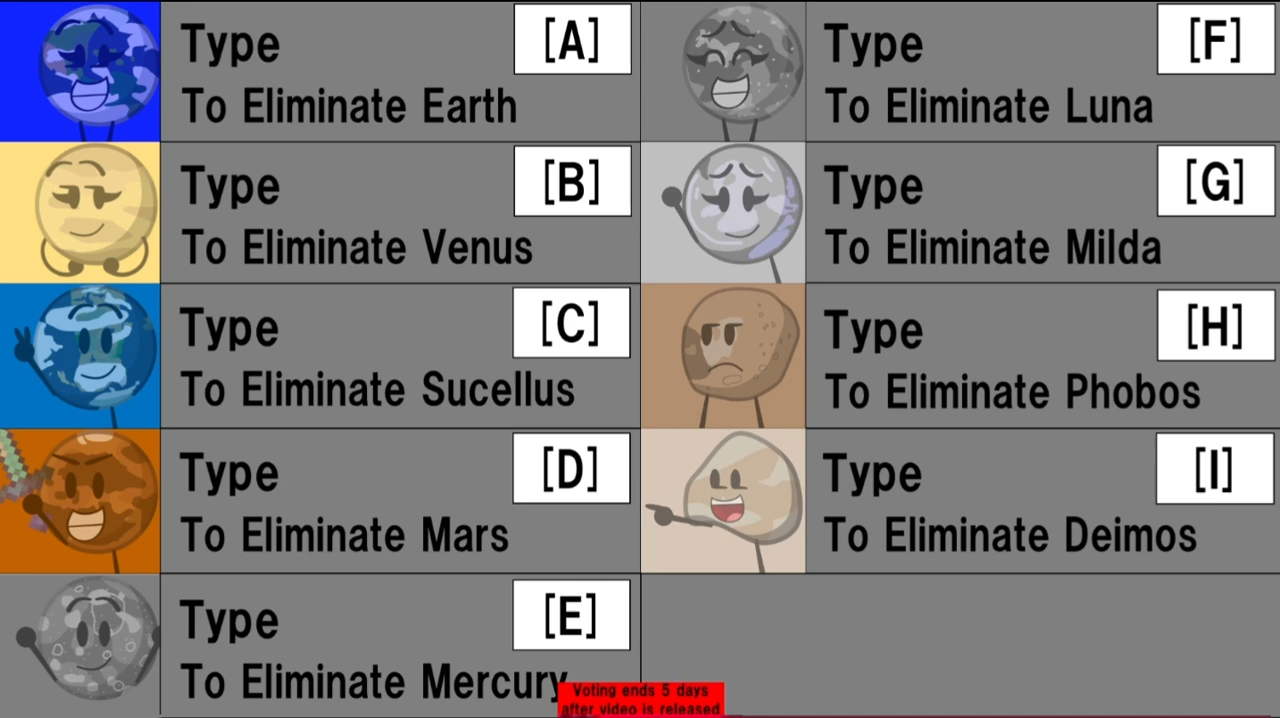 Type [A]
To Eliminate Earth
Type [B]
To Eliminate Venus
Type [C]
To Eliminate Sucellus
Type [D]
To Eliminate Mars
Type [E]
To Eliminate Mercury
Type [F]
To Eliminate Luna
Type [G]
To Eliminate Milda
Type [H]
To Eliminate Phobos
Type [I]
To Eliminate Deimos
Voting ends 5 days
after video is released